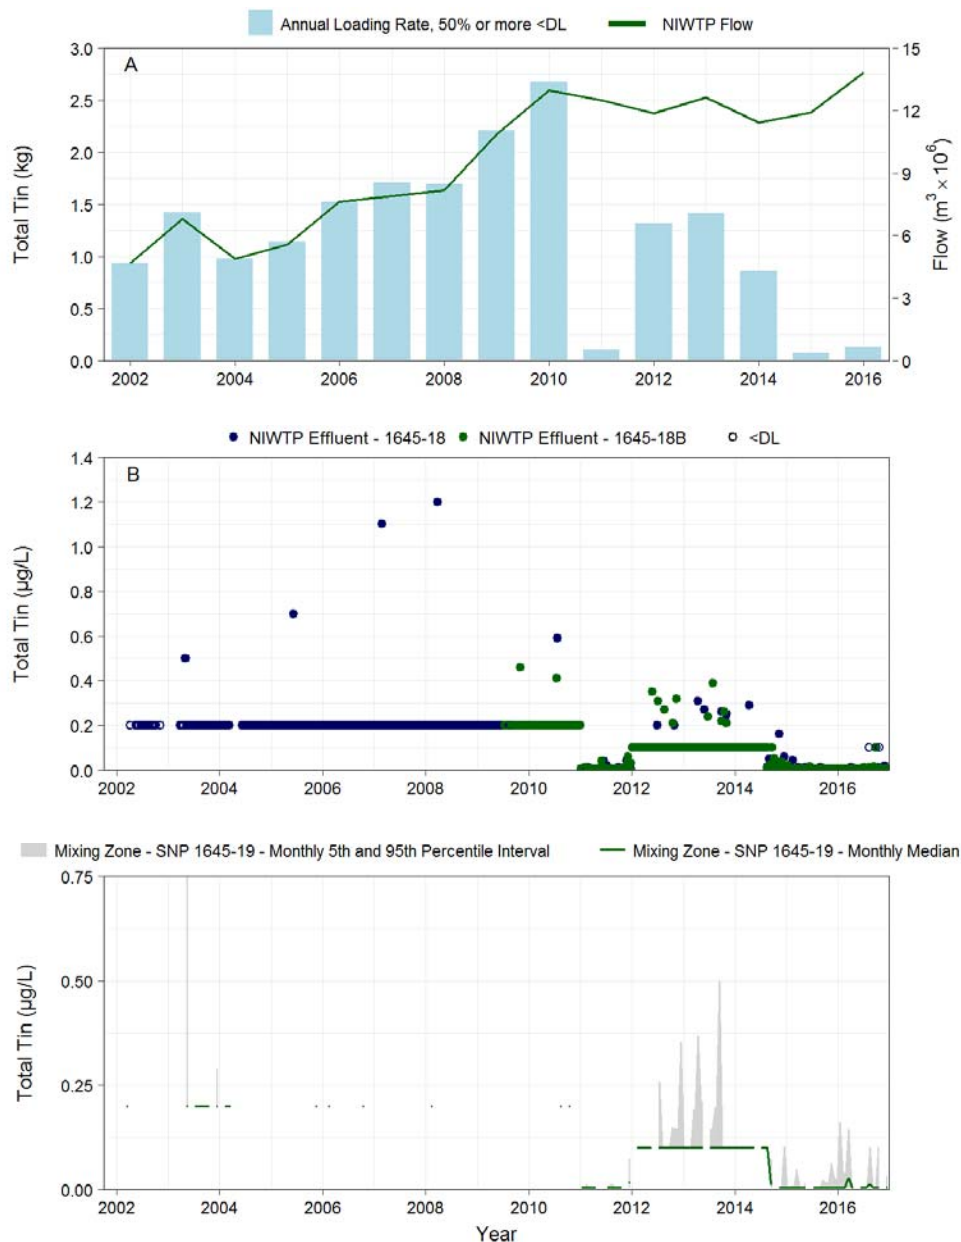 Annual Loading Rate, 50% or more <DL NIWTP Flow
A
3.0
2.5
2.0
1.5
1.0
0.5
0.0
Total Tin (kg)
15
12
9
6
3
0
Flow (m³ × 10⁶)
2002 2004 2006 2008 2010 2012 2014 2016
NIWTP Effluent - 1645-18 NIWTP Effluent - 1645-18B <DL
B
1.4
1.2
1.0
0.8
0.6
0.4
0.2
0.0
Total Tin (µg/L)
2002 2004 2006 2008 2010 2012 2014 2016
Mixing Zone - SNP 1645-19 - Monthly 5th and 95th Percentile Interval Mixing Zone - SNP 1645-19 - Monthly Median
0.75
0.50
0.25
0.00
Total Tin (µg/L)
2002 2004 2006 2008 2010 2012 2014 2016
Year